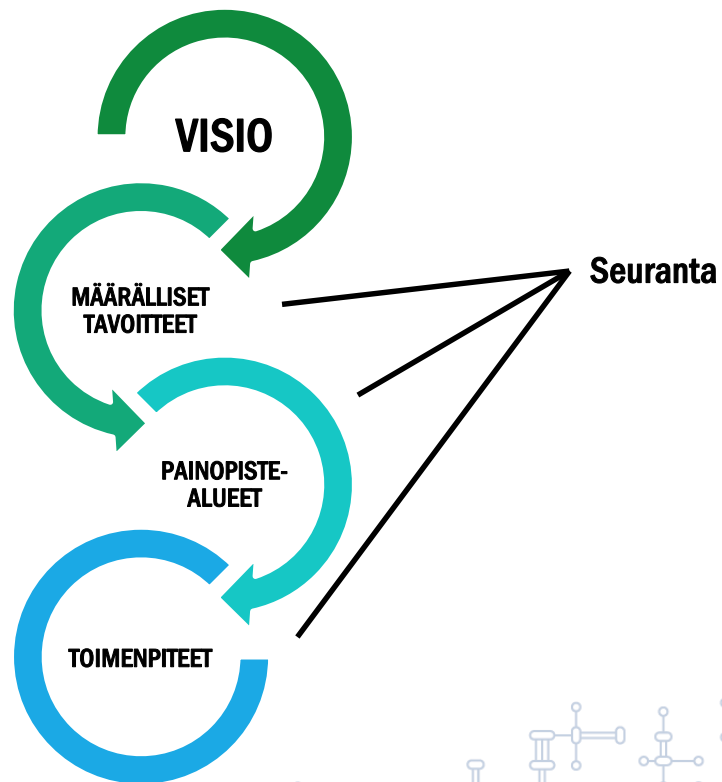 VISIO
MÄÄRÄLLISET
TAVOITTEET
Seuranta
PAINOPISTE-
ALUEET
TOIMENPITEET